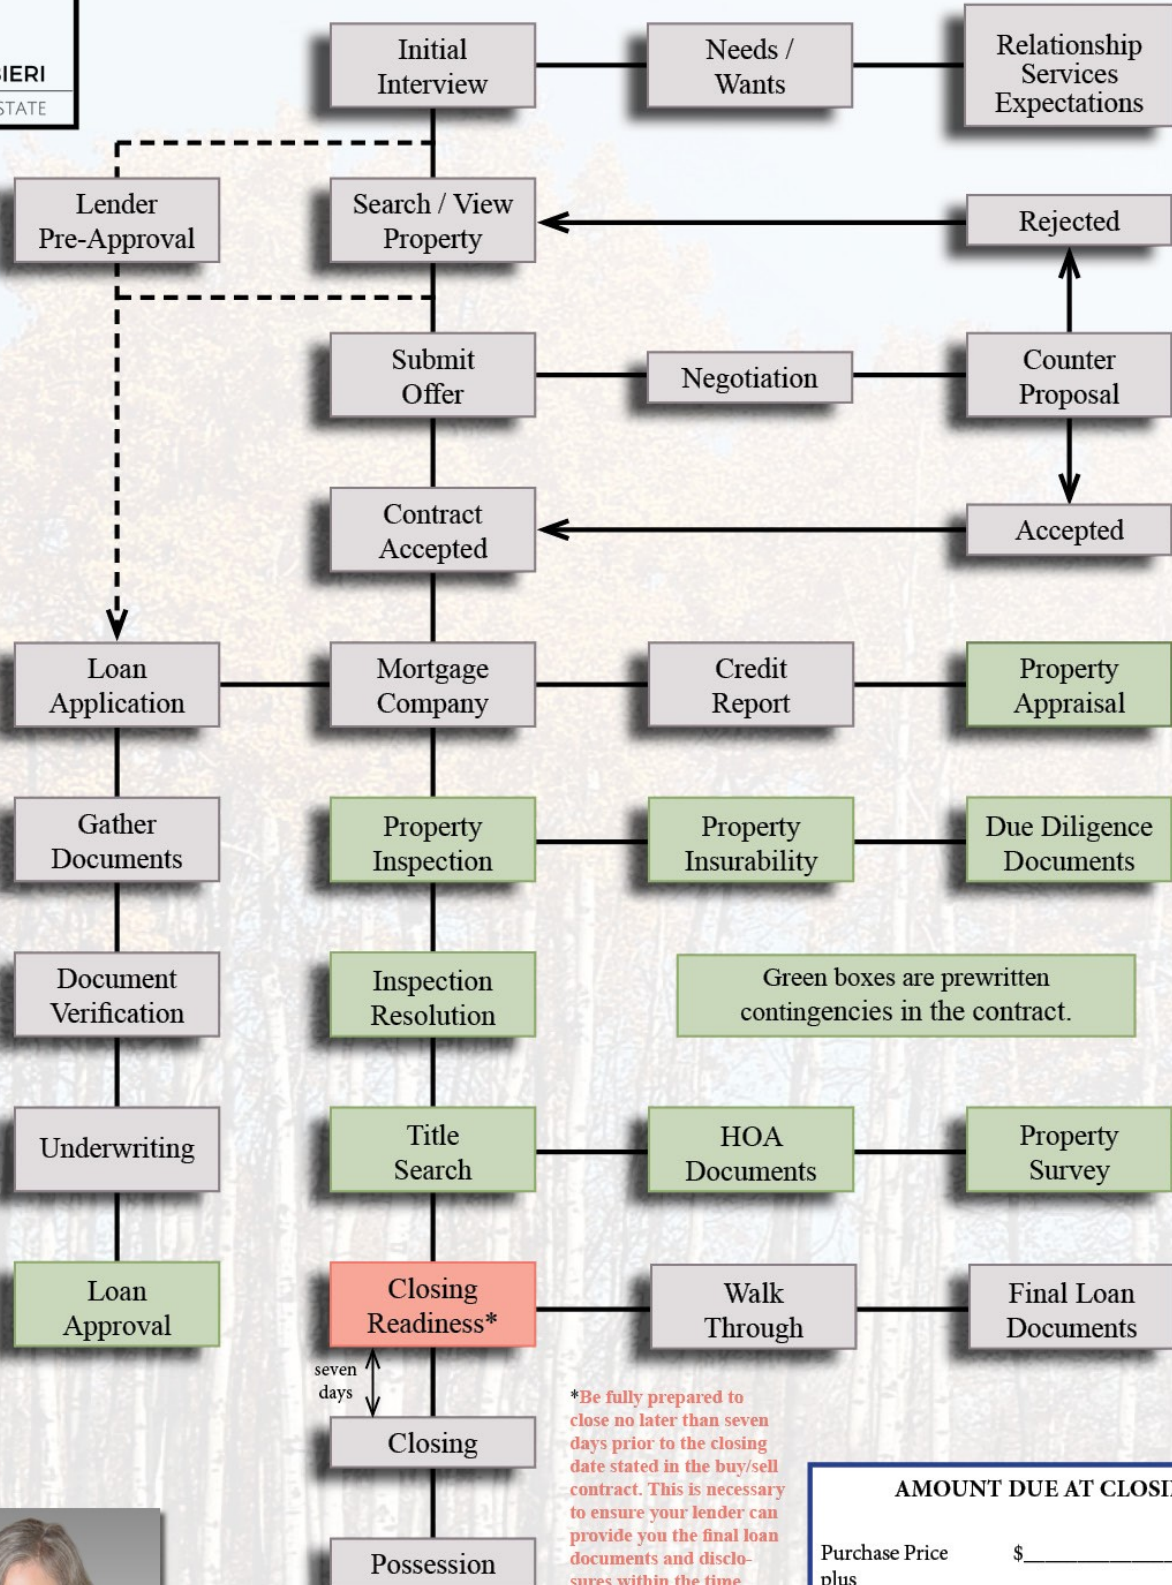 IERI
STATE
Initial
Interview
Needs /
Wants
Relationship
Services
Expectations
Lender
Pre-Approval
Search / View
Property
Rejected
Submit
Offer
Negotiation
Counter
Proposal
Contract
Accepted
Accepted
Loan
Application
Mortgage
Company
Credit
Report
Property
Appraisal
Gather
Documents
Property
Inspection
Property
Insurability
Due Diligence
Documents
Document
Verification
Inspection
Resolution
Green boxes are prewritten
contingencies in the contract.
Underwriting
Title
Search
HOA
Documents
Property
Survey
Loan
Approval
Closing
Readiness*
Walk
Through
Final Loan
Documents
seven
days
Closing
Possession
*Be fully prepared to
close no later than seven
days prior to the closing
date stated in the buy/sell
contract. This is necessary
to ensure your lender can
provide you the final loan
documents and disclo-
sures within the time
AMOUNT DUE AT CLOSI
Purchase Price $
plus